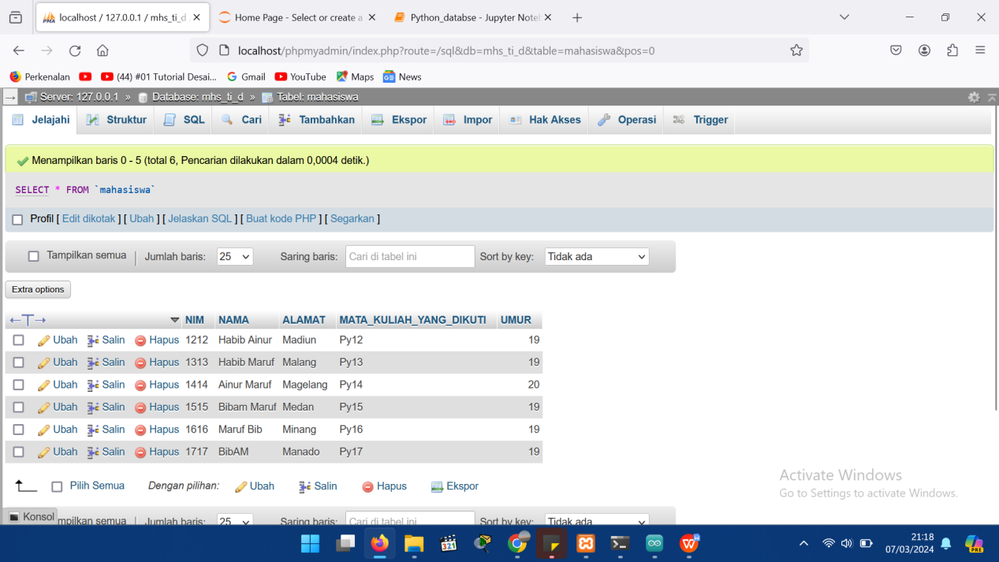 localhost / 127.0.0.1 / mhs_ti_d
Home Page - Select or create a
Python_databse - Jupyter Note
localhost/phpmyadmin/index.php?route=/sql&db=mhs_ti_d&table=mahasiswa&pos=0
Perkenalan (44) #01 Tutorial Desai... Gmail YouTube Maps News
Server: 127.0.0.1 » Database: mhs_ti_d » Tabel: mahasiswa
Jelajahi Struktur SQL Cari Tambahkan Ekspor Impor Hak Akses Operasi Trigger
Menampilkan baris 0 - 5 (total 6, Pencarian dilakukan dalam 0,0004 detik.)
SELECT * FROM `mahasiswa`
Profil [ Edit dikotak ] [ Ubah ] [ Jelaskan SQL ] [ Buat kode PHP ] [ Segarkan ]
Tampilkan semua | Jumlah baris: 25 Saring baris: Cari di tabel ini Sort by key: Tidak ada
Extra options
←T→ NIM NAMA ALAMAT MATA_KULIAH_YANG_DIKUTI UMUR
Ubah Salin Hapus 1212 Habib Ainur Madiun Py12 19
Ubah Salin Hapus 1313 Habib Maruf Malang Py13 19
Ubah Salin Hapus 1414 Ainur Maruf Magelang Py14 20
Ubah Salin Hapus 1515 Bibam Maruf Medan Py15 19
Ubah Salin Hapus 1616 Maruf Bib Minang Py16 19
Ubah Salin Hapus 1717 BibAM Manado Py17 19
Pilih Semua Dengan pilihan: Ubah Salin Hapus Ekspor
Activate Windows
Go to Settings to activate Windows.
Konsol mpilkan semua | Jumlah baris: 25 Saring baris: Cari di tabel ini Sort by key: Tidak ada
21:18
07/03/2024